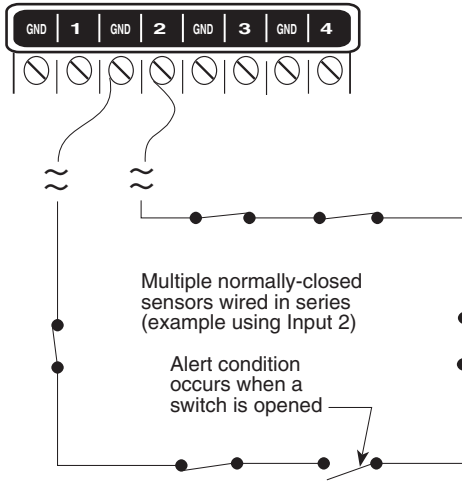 GND 1 GND 2 GND 3 GND 4
Multiple normally-closed
sensors wired in series
(example using Input 2)
Alert condition
occurs when a
switch is opened